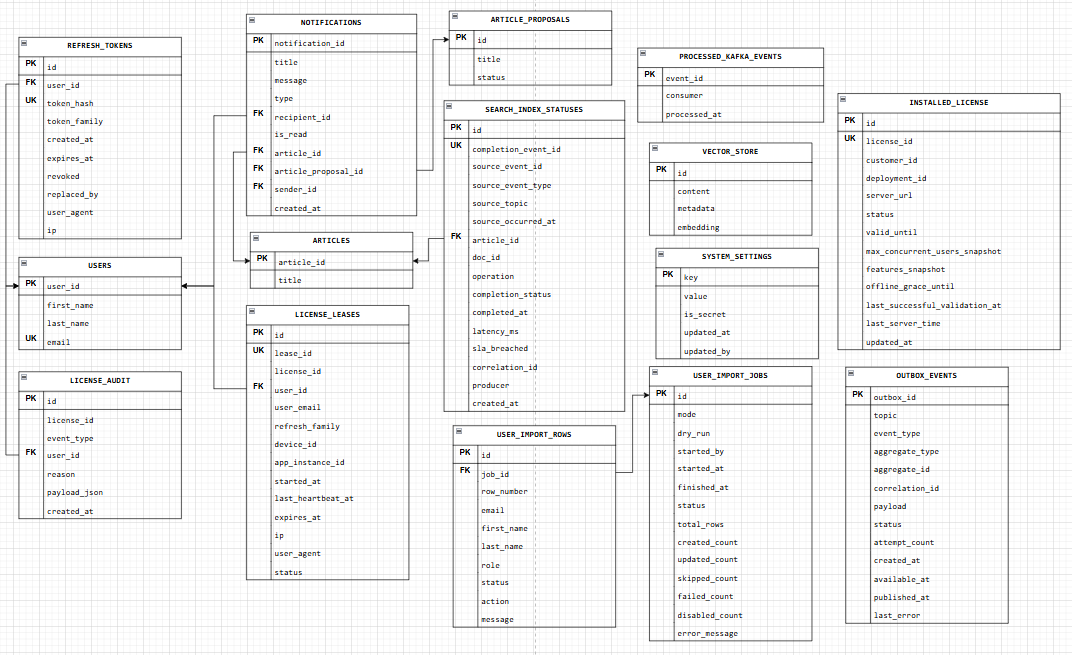 REFRESH_TOKENS
PK id
FK user_id
UK token_hash
token_family
created_at
expires_at
revoked
replaced_by
user_agent
ip
USERS
PK user_id
first_name
last_name
UK email
LICENSE_AUDIT
PK id
license_id
event_type
FK user_id
reason
payload_json
created_at
NOTIFICATIONS
PK notification_id
title
message
type
FK recipient_id
is_read
FK article_id
FK article_proposal_id
FK sender_id
created_at
ARTICLES
PK article_id
title
LICENSE_LEASES
PK id
UK lease_id
license_id
FK user_id
user_email
refresh_family
device_id
app_instance_id
started_at
last_heartbeat_at
expires_at
ip
user_agent
status
ARTICLE_PROPOSALS
PK id
title
status
SEARCH_INDEX_STATUSES
PK id
UK completion_event_id
source_event_id
source_event_type
source_topic
source_occurred_at
FK article_id
doc_id
operation
completion_status
completed_at
latency_ms
sla_breached
correlation_id
producer
created_at
USER_IMPORT_ROWS
PK id
FK job_id
row_number
email
first_name
last_name
role
status
action
message
PROCESSED_KAFKA_EVENTS
PK event_id
consumer
processed_at
VECTOR_STORE
PK id
content
metadata
embedding
SYSTEM_SETTINGS
PK key
value
is_secret
updated_at
updated_by
USER_IMPORT_JOBS
PK id
mode
dry_run
started_by
started_at
finished_at
status
total_rows
created_count
updated_count
skipped_count
failed_count
disabled_count
error_message
INSTALLED_LICENSE
PK id
UK license_id
customer_id
deployment_id
server_url
status
valid_until
max_concurrent_users_snapshot
features_snapshot
offline_grace_until
last_successful_validation_at
last_server_time
updated_at
OUTBOX_EVENTS
PK outbox_id
topic
event_type
aggregate_type
aggregate_id
correlation_id
payload
status
attempt_count
created_at
available_at
published_at
last_error